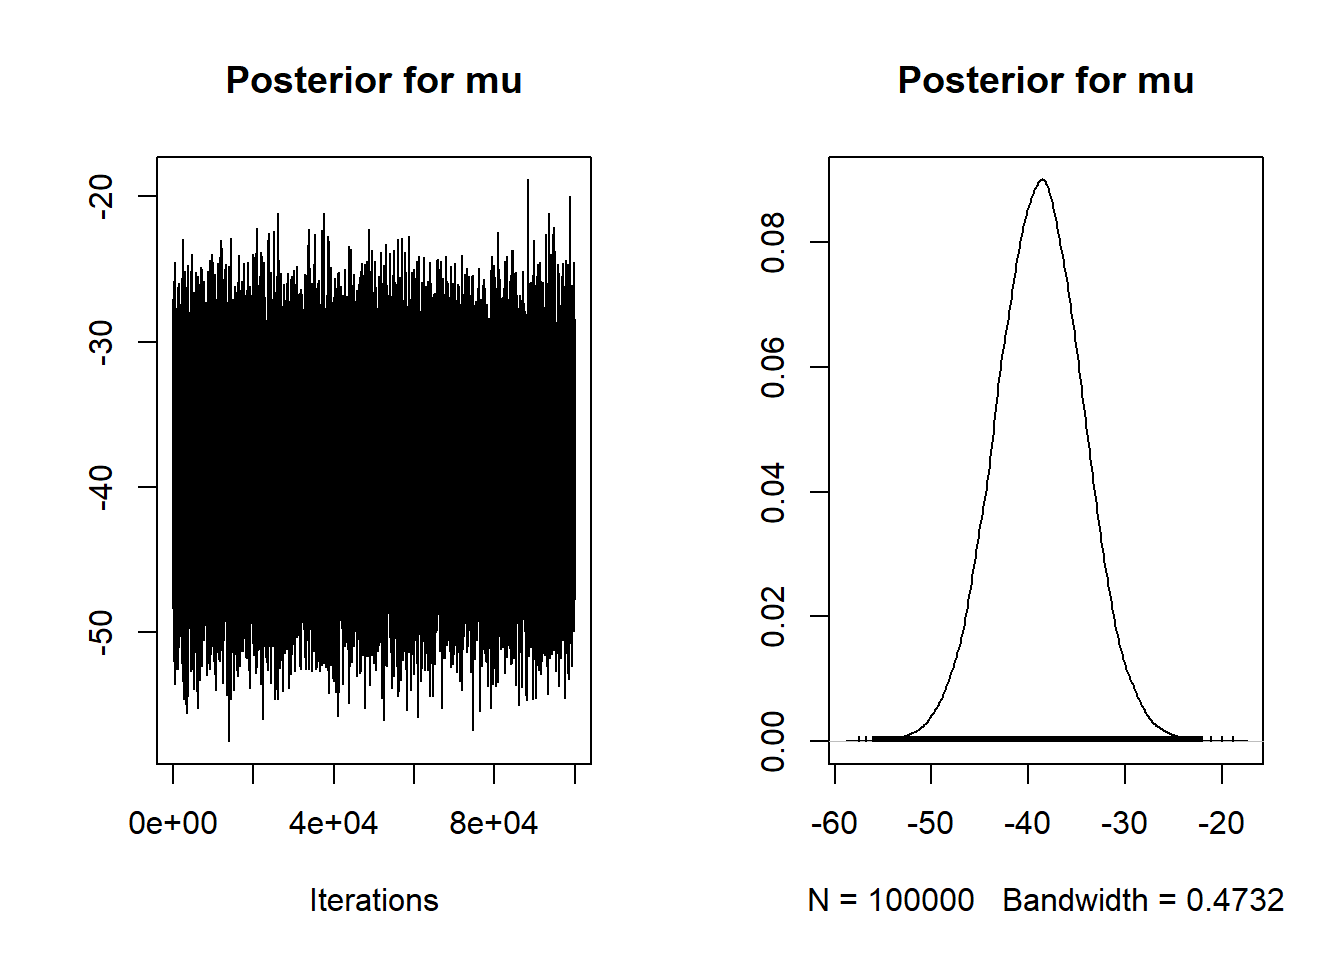 Posterior for mu
-20
-30
-40
-50
0e+00 4e+04 8e+04
Iterations
Posterior for mu
0.08
0.06
0.04
0.02
0.00
-60 -50 -40 -30 -20
N = 100000 Bandwidth = 0.4732